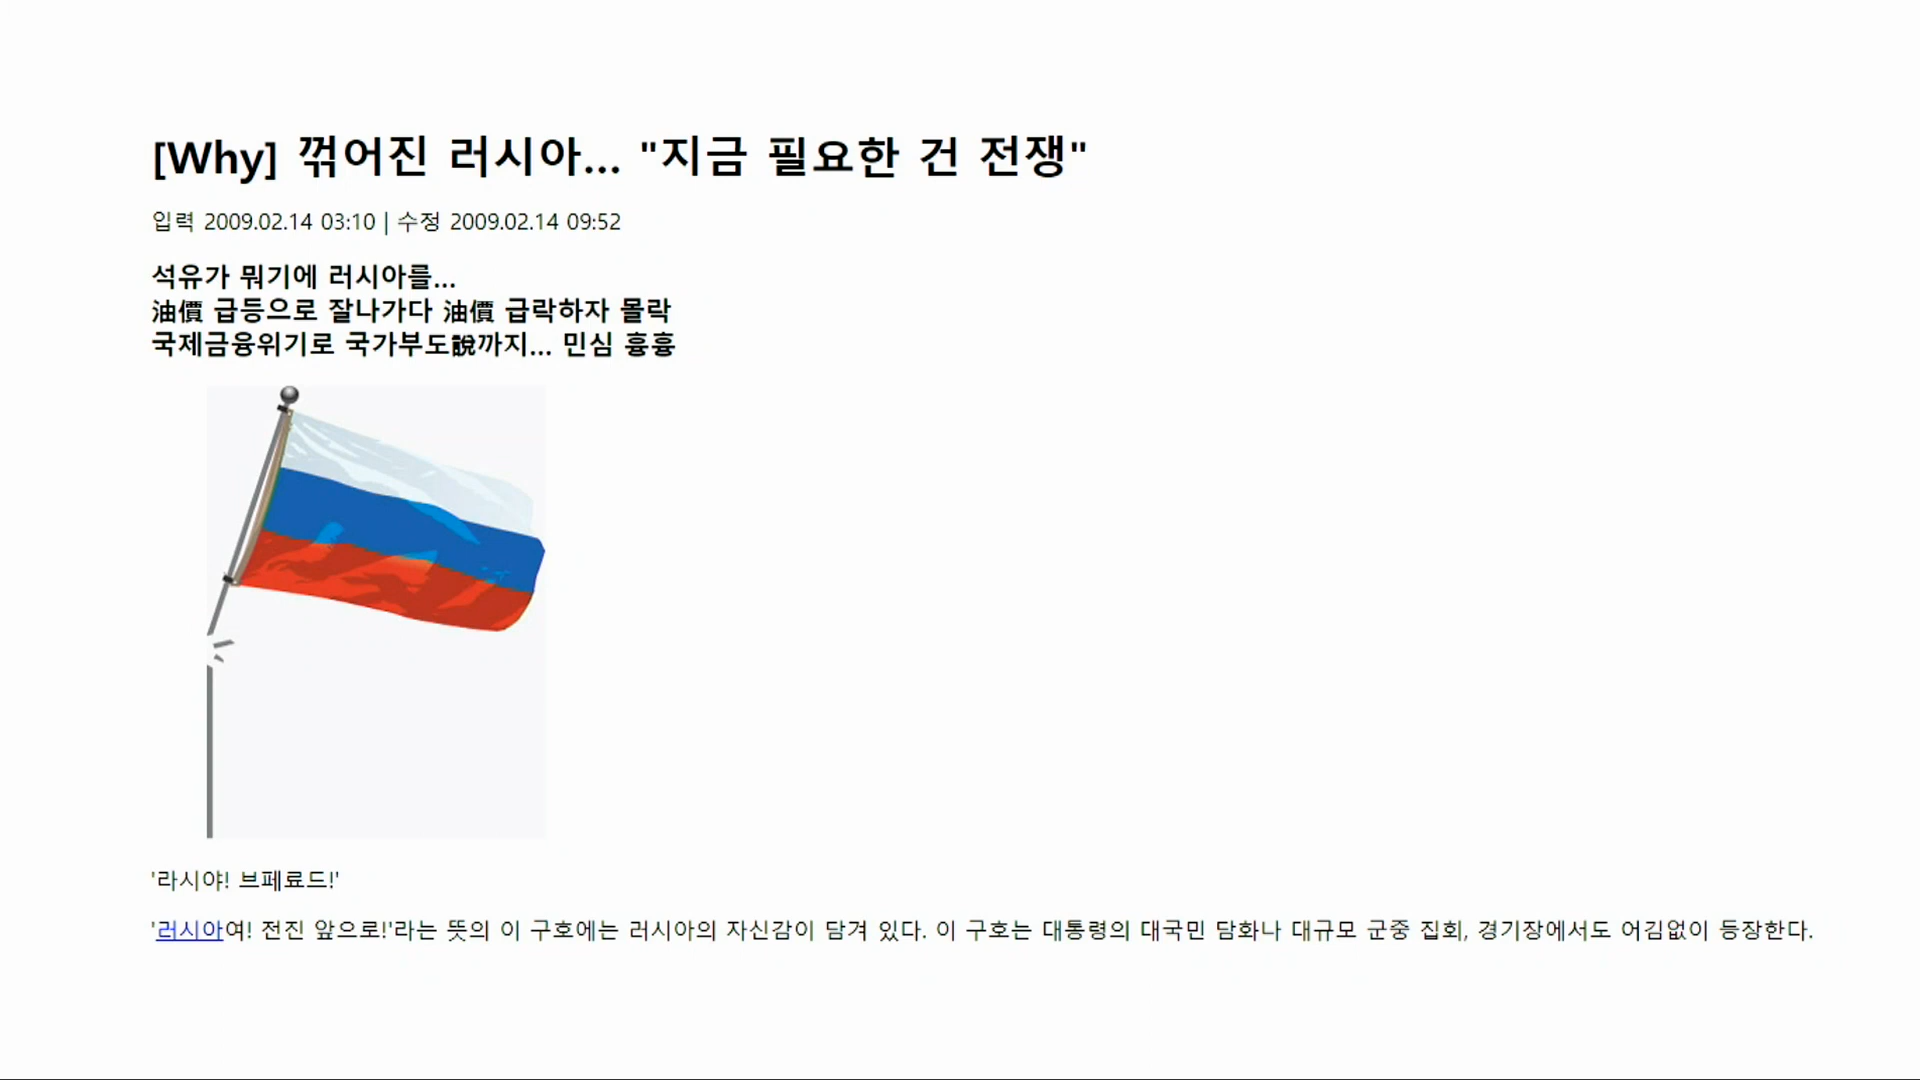 [Why] 꺾어진 러시아... "지금 필요한 건 전쟁"
입력 2009.02.14 03:10 | 수정 2009.02.14 09:52
석유가 뭐기에 러시아를...
油價 급등으로 잘나가다 油價 급락하자 몰락
국제금융위기로 국가부도說까지... 민심 흉흉
'라시야! 브페료드!'
'러시아여! 전진 앞으로!'라는 뜻의 이 구호에는 러시아의 자신감이 담겨 있다. 이 구호는 대통령의 대국민 담화나 대규모 군중 집회, 경기장에서도 어김없이 등장한다.